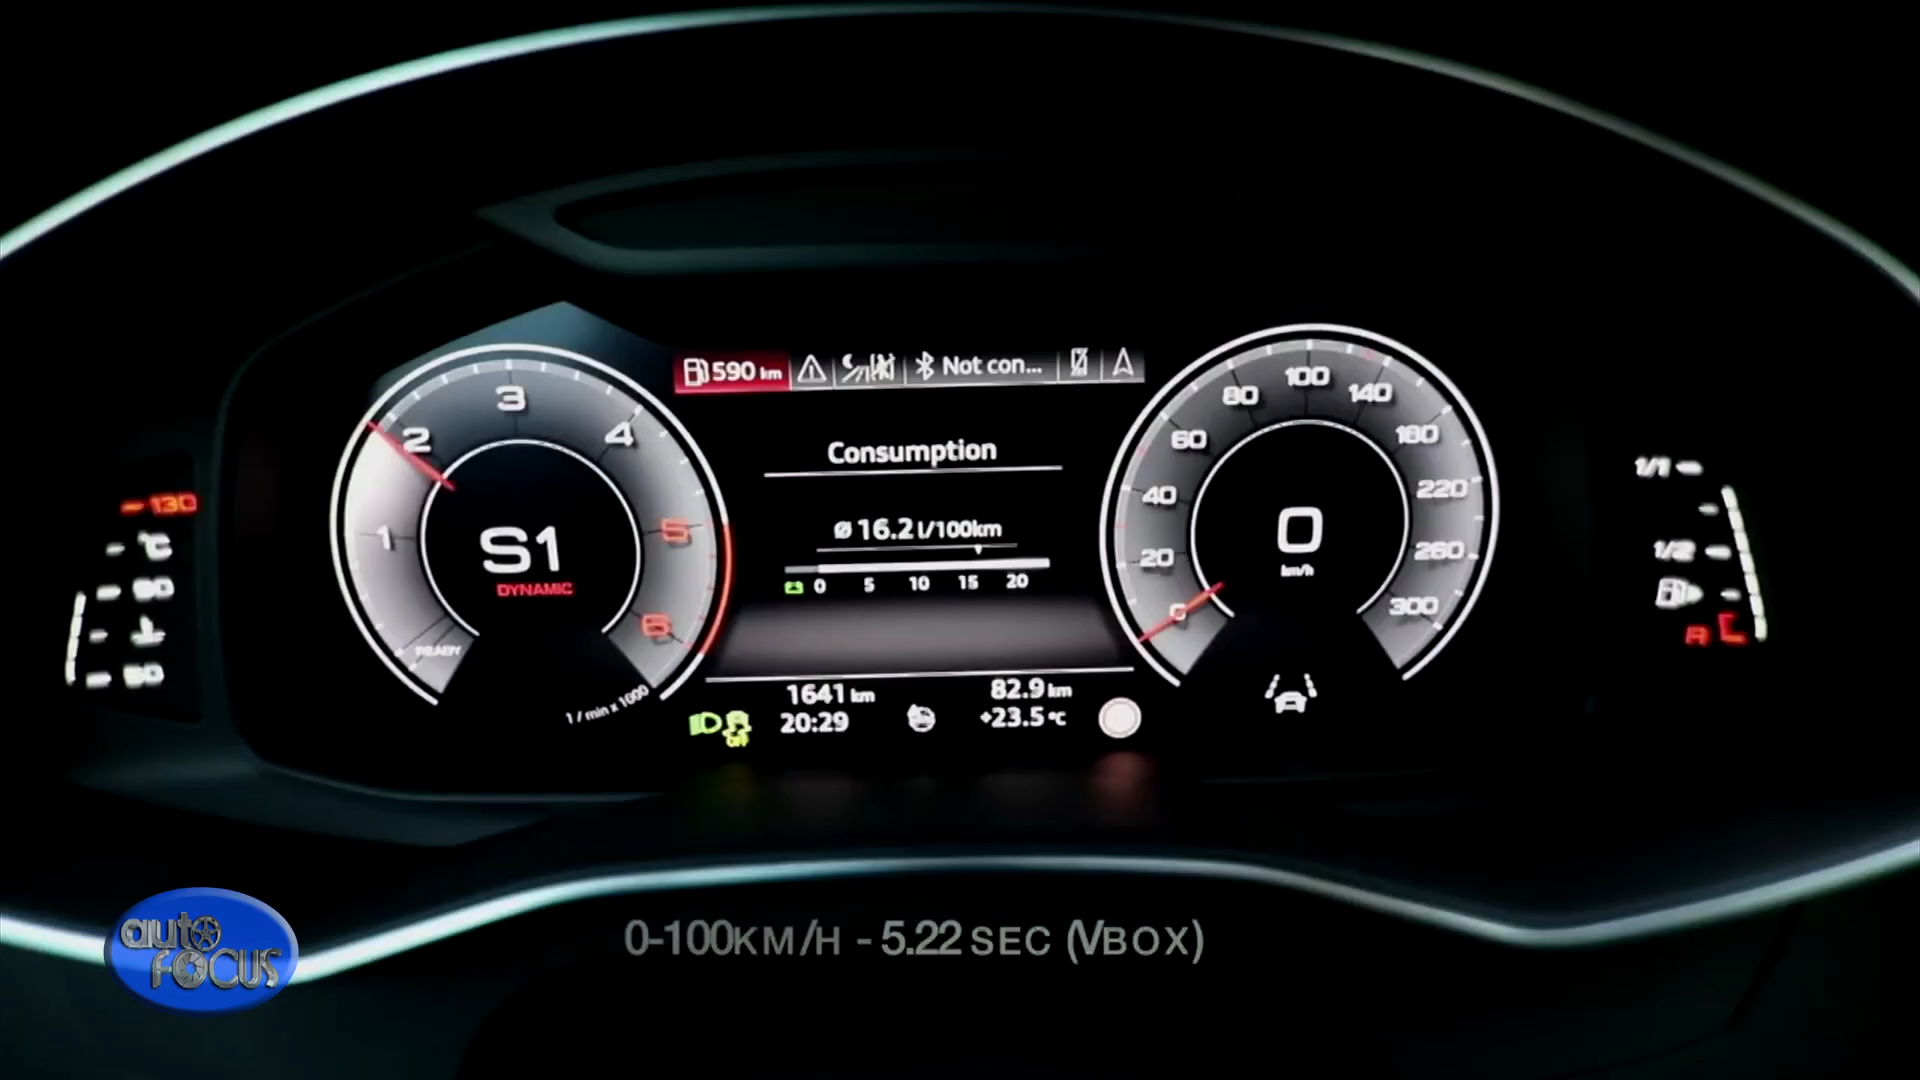 590 km
Not con...
Consumption
Ø 16.2 l/100km
0 5 10 15 20
1641 km
82.9 km
20:29
+23.5 °C
1 2 3 4 5 6
READY
1 / min x 1000
S1
DYNAMIC
0 20 40 60 80 100 140 180 220 260 300
0
km/h
130
°C
90
50
1/1
1/2
R
OFF
0-100KM/H - 5.22 SEC (VBOX)
auto
FOCUS